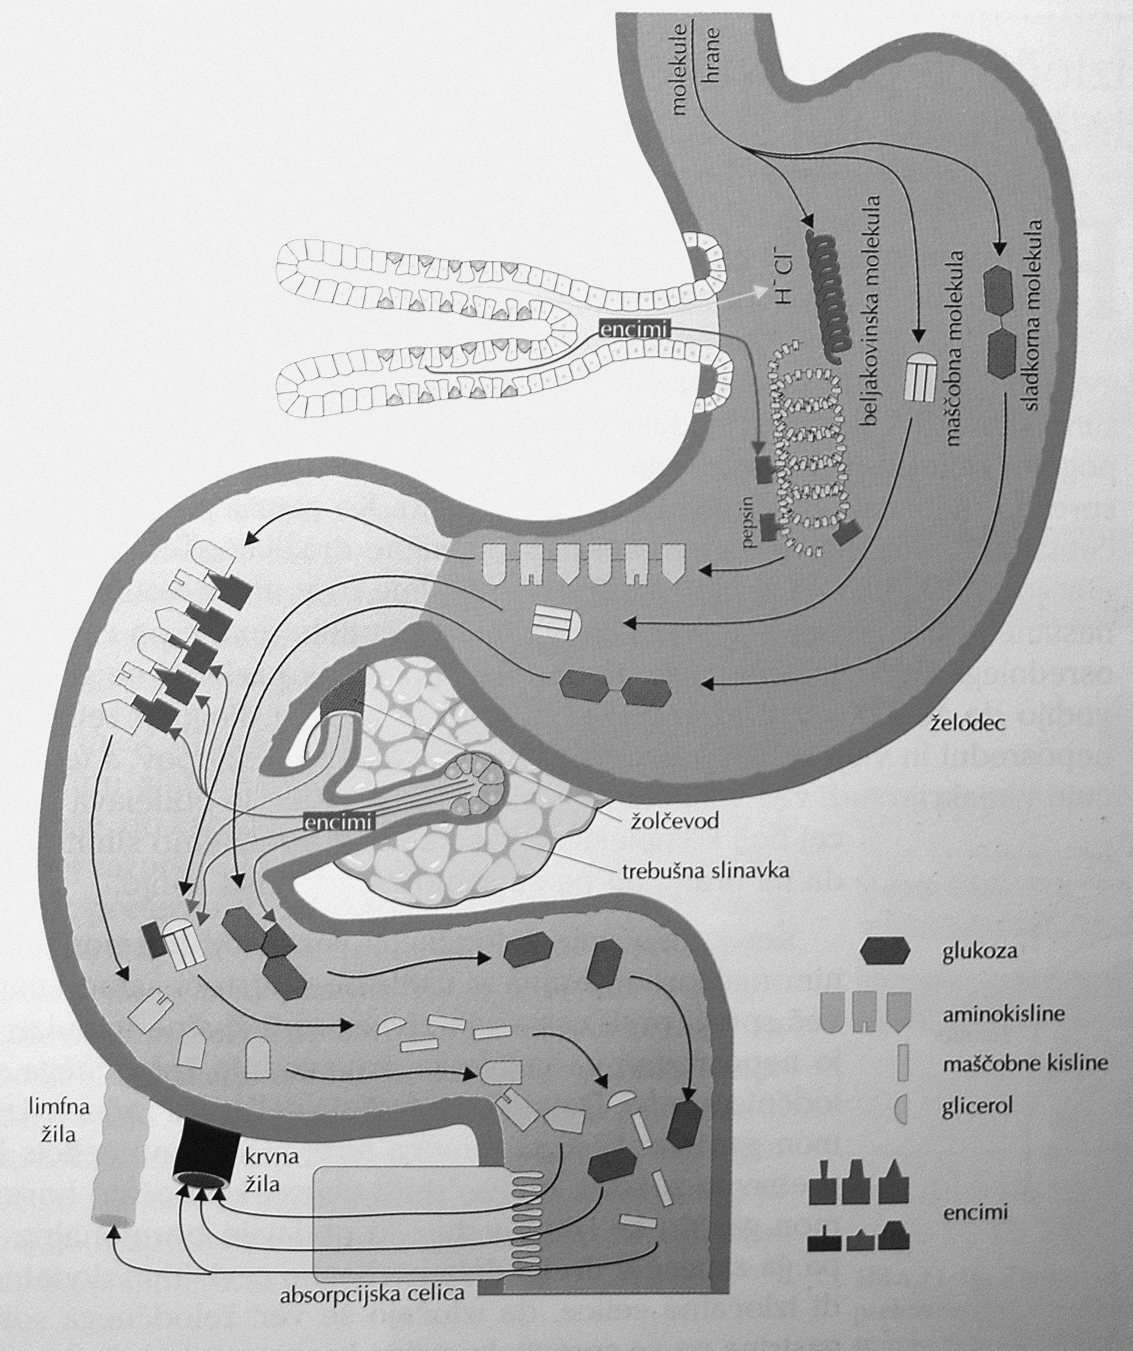 molekule
hrane
H⁻ Cl⁻
beljakovinska molekula
maščobna molekula
sladkorna molekula
encimi
pepsin
želodec
encimi
žolčevod
trebušna slinavka
glukoza
aminokisline
maščobne kisline
glicerol
encimi
limfna
žila
krvna
žila
absorpcijska celica